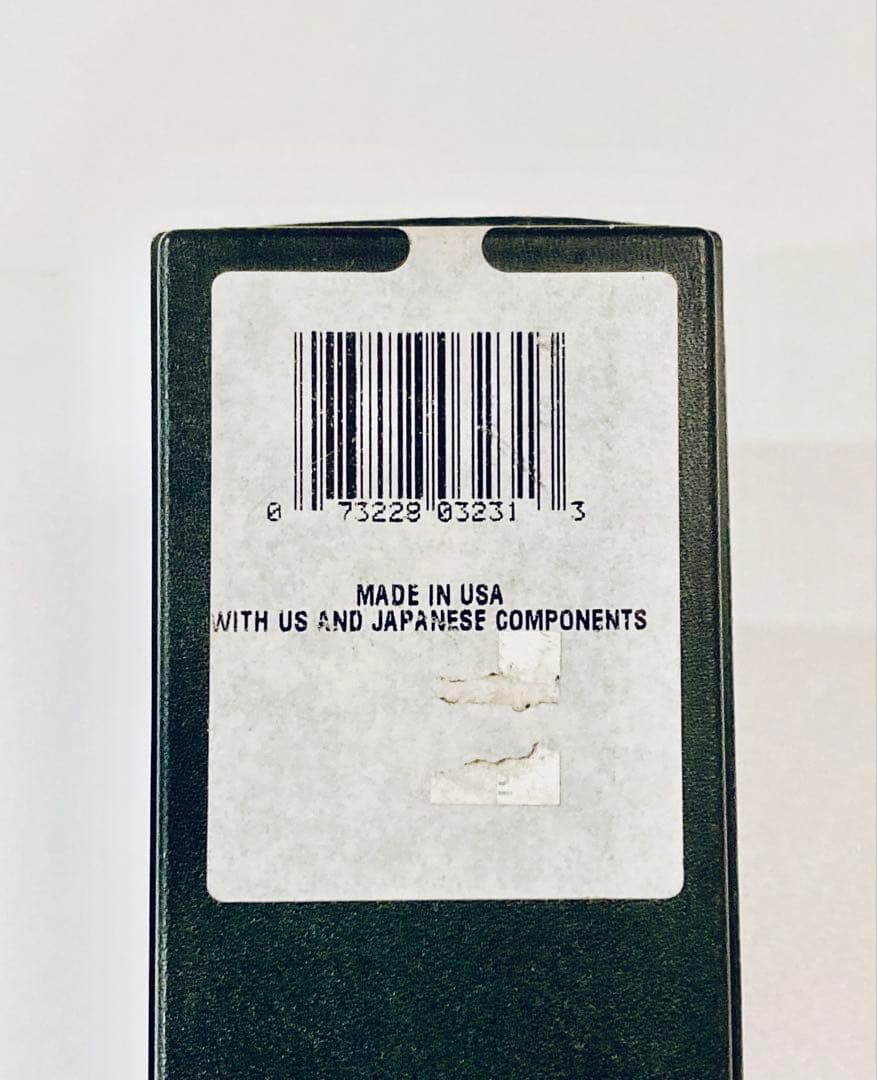 0 73228 03231 3
MADE IN USA
WITH US AND JAPANESE COMPONENTS